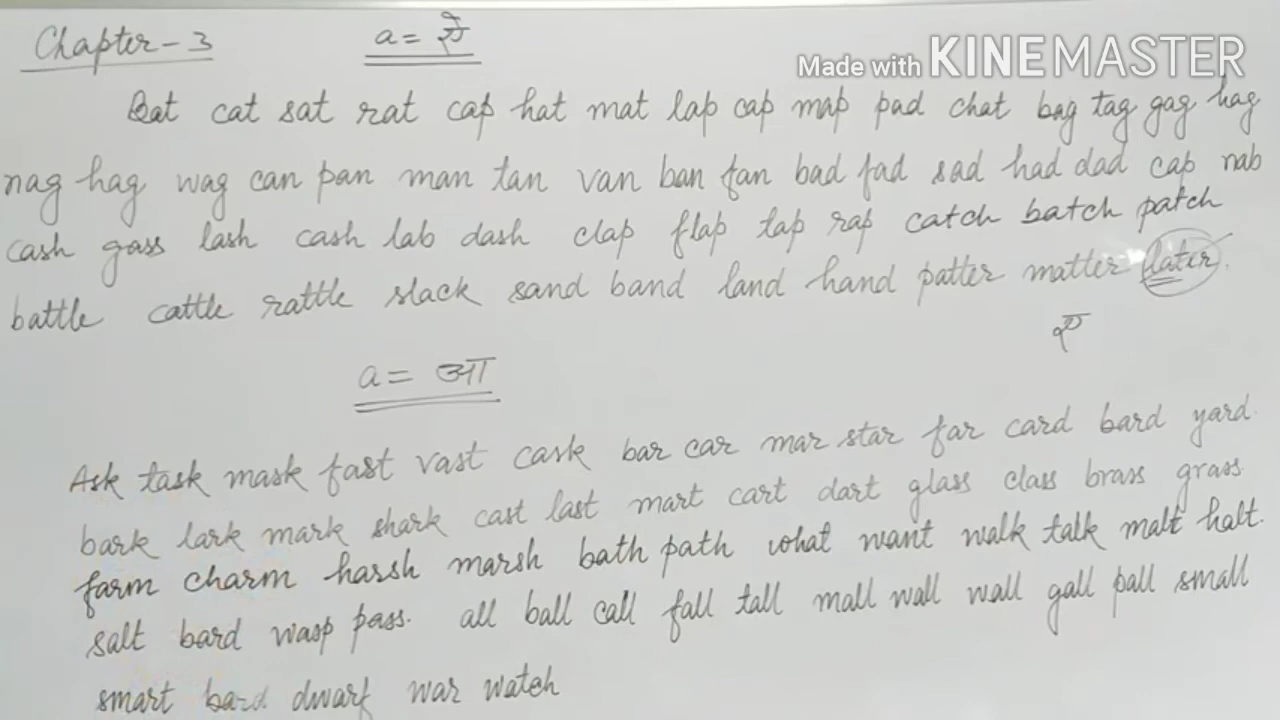 Chapter-3 a = ऐ
Made with KINEMASTER
Bat cat sat rat cap hat mat lap cap map pad chat bag tag gag hag
nag hag wag can pan man tan van ban fan bad fad sad had dad cap nab
cash gass lash cash lab dash clap flap tap rap catch batch patch
battle cattle rattle slack sand band land hand patter matter later.
ए
a = आ
Ask task mask fast vast cask bar car mar star far card bard yard
bark lark mark shark cast last mart cart dart glass class brass grass
farm charm harsh marsh bath path what want walk talk malt halt.
salt bard wasp pass. all ball call fall tall mall wall wall gall pall small
smart bard dwarf war watch